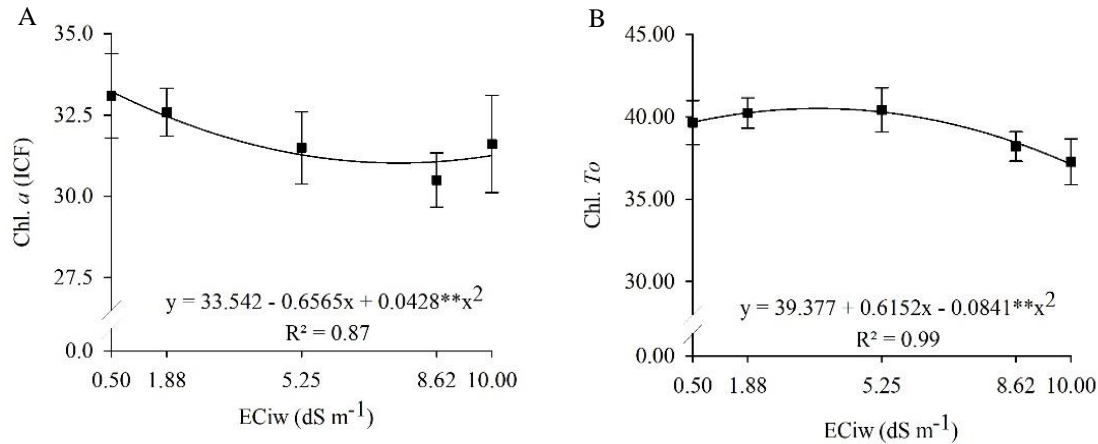 A
35.0
32.5
30.0
27.5
0.0
Chl. a (ICF)
y = 33.542 - 0.6565x + 0.0428**x²
R² = 0.87
0.50 1.88 5.25 8.62 10.00
ECiw (dS m⁻¹)
B
45.00
40.00
35.00
30.00
0.00
Chl. To
y = 39.377 + 0.6152x - 0.0841**x²
R² = 0.99
0.50 1.88 5.25 8.62 10.00
ECiw (dS m⁻¹)